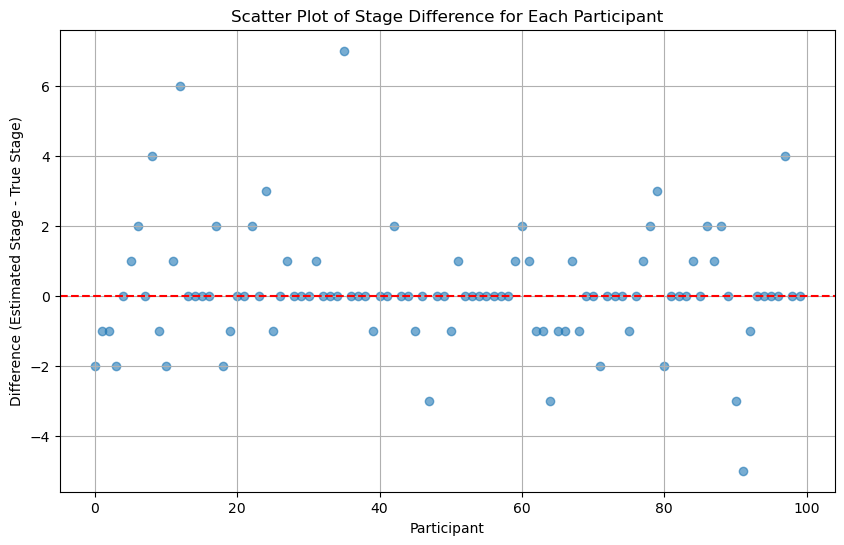 Scatter Plot of Stage Difference for Each Participant
Difference (Estimated Stage - True Stage)
6
4
2
0
−2
−4
0 20 40 60 80 100
Participant